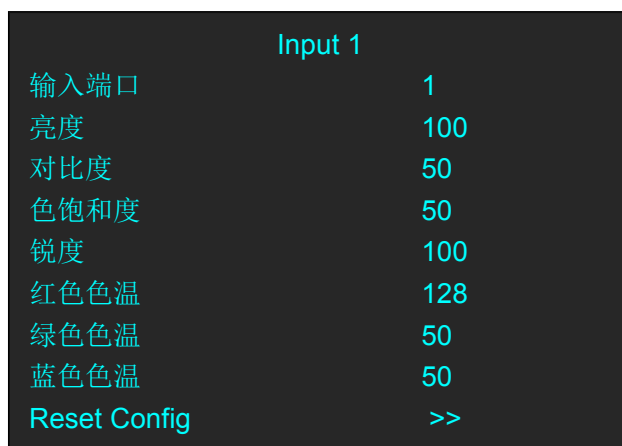 Input 1
输入端口 1
亮度 100
对比度 50
色饱和度 50
锐度 100
红色色温 128
绿色色温 50
蓝色色温 50
Reset Config >>